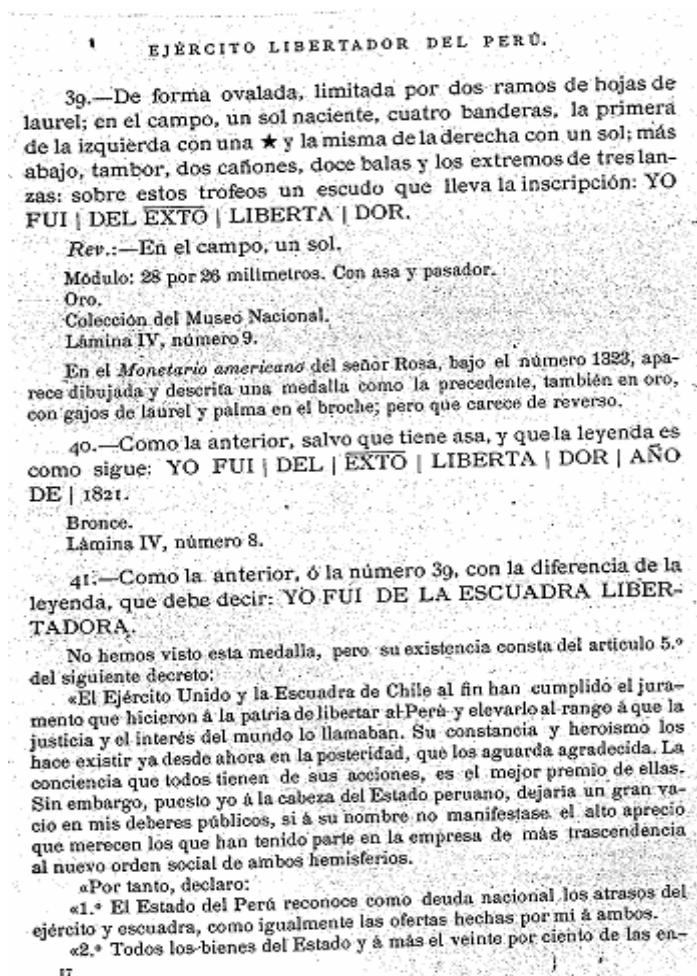 EJÉRCITO LIBERTADOR DEL PERÚ.
39.—De forma ovalada, limitada por dos ramos de hojas de
laurel; en el campo, un sol naciente, cuatro banderas, la primera
de la izquierda con una ★ y la misma de la derecha con un sol; más
abajo, tambor, dos cañones, doce balas y los extremos de tres lan-
zas: sobre estos trofeos un escudo que lleva la inscripción: YO
FUI | DEL EXTO | LIBERTA | DOR.
Rev.:—En el campo, un sol.
Módulo: 28 por 26 milímetros. Con asa y pasador.
Oro.
Colección del Museo Nacional.
Lámina IV, número 9.
En el Monetario americano del señor Rosa, bajo el número 1323, apa-
rece dibujada y descrita una medalla como la precedente, también en oro,
con gajos de laurel y palma en el broche; pero que carece de reverso.
40.—Como la anterior, salvo que tiene asa, y que la leyenda es
como sigue: YO FUI | DEL | EXTO | LIBERTA | DOR | AÑO
DE | 1821.
Bronce.
Lámina IV, número 8.
41.—Como la anterior, ó la número 39, con la diferencia de la
leyenda, que debe decir: YO FUI DE LA ESCUADRA LIBER-
TADORA.
No hemos visto esta medalla, pero su existencia consta del artículo 5.º
del siguiente decreto:
«El Ejército Unido y la Escuadra de Chile al fin han cumplido el jura-
mento que hicieron á la patria de libertar al Perú y elevarlo al rango á que la
justicia y el interés del mundo lo llamaban. Su constancia y heroismo los
hace existir ya desde ahora en la posteridad, que los aguarda agradecida. La
conciencia que todos tienen de sus acciones, es el mejor premio de ellas.
Sin embargo, puesto yo á la cabeza del Estado peruano, dejaría un gran va-
cío en mis deberes públicos, si á su nombre no manifestase el alto aprecio
que merecen los que han tenido parte en la empresa de más trascendencia
al nuevo orden social de ambos hemisferios.
«Por tanto, declaro:
«1.º El Estado del Perú reconoce como deuda nacional los atrasos del
ejército y escuadra, como igualmente las ofertas hechas por mí á ambos.
«2.º Todos los bienes del Estado y á más el veinte por ciento de las en-
17